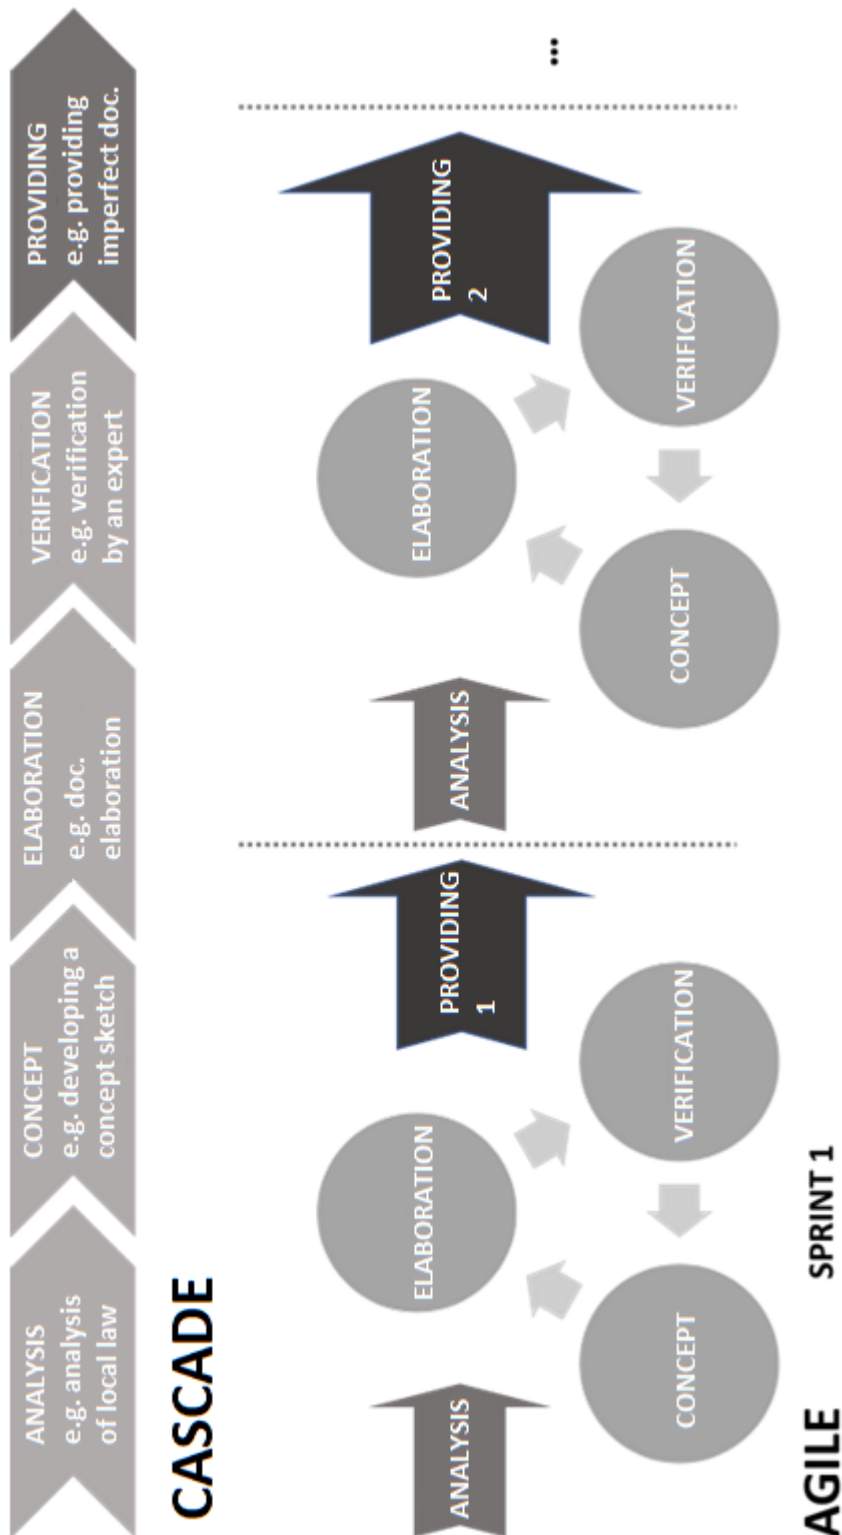 ANALYSIS
e.g. analysis
of local law
CONCEPT
e.g. developing a
concept sketch
ELABORATION
e.g. doc.
elaboration
VERIFICATION
e.g. verification
by an expert
PROVIDING
e.g. providing
imperfect doc.
CASCADE
ANALYSIS
ELABORATION
CONCEPT
VERIFICATION
PROVIDING
1
ANALYSIS
ELABORATION
CONCEPT
VERIFICATION
PROVIDING
2
...
AGILE
SPRINT 1